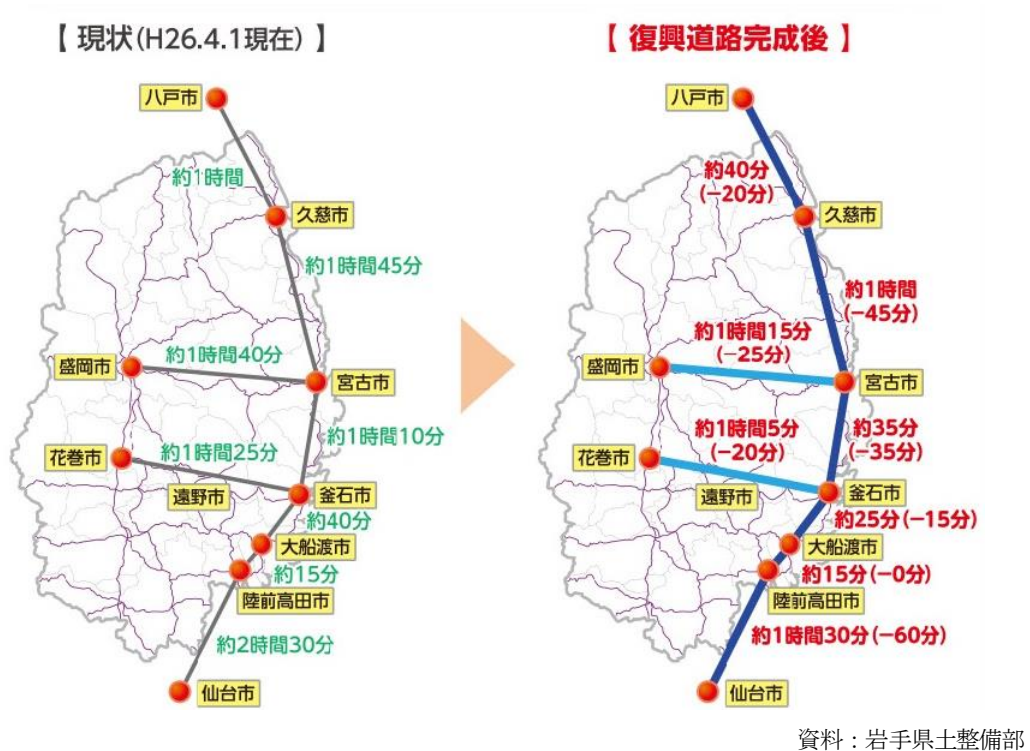 【 現状(H26.4.1現在) 】
八戸市
約1時間
久慈市
約1時間45分
盛岡市
約1時間40分
宮古市
約1時間10分
花巻市
約1時間25分
遠野市
釜石市
約40分
大船渡市
約15分
陸前高田市
約2時間30分
仙台市
【 復興道路完成後 】
八戸市
約40分
(−20分)
久慈市
約1時間
(−45分)
約1時間15分
(−25分)
盛岡市
宮古市
約35分
(−35分)
約1時間5分
(−20分)
花巻市
遠野市
釜石市
約25分(−15分)
大船渡市
約15分(−0分)
陸前高田市
約1時間30分(−60分)
仙台市
資料：岩手県土整備部